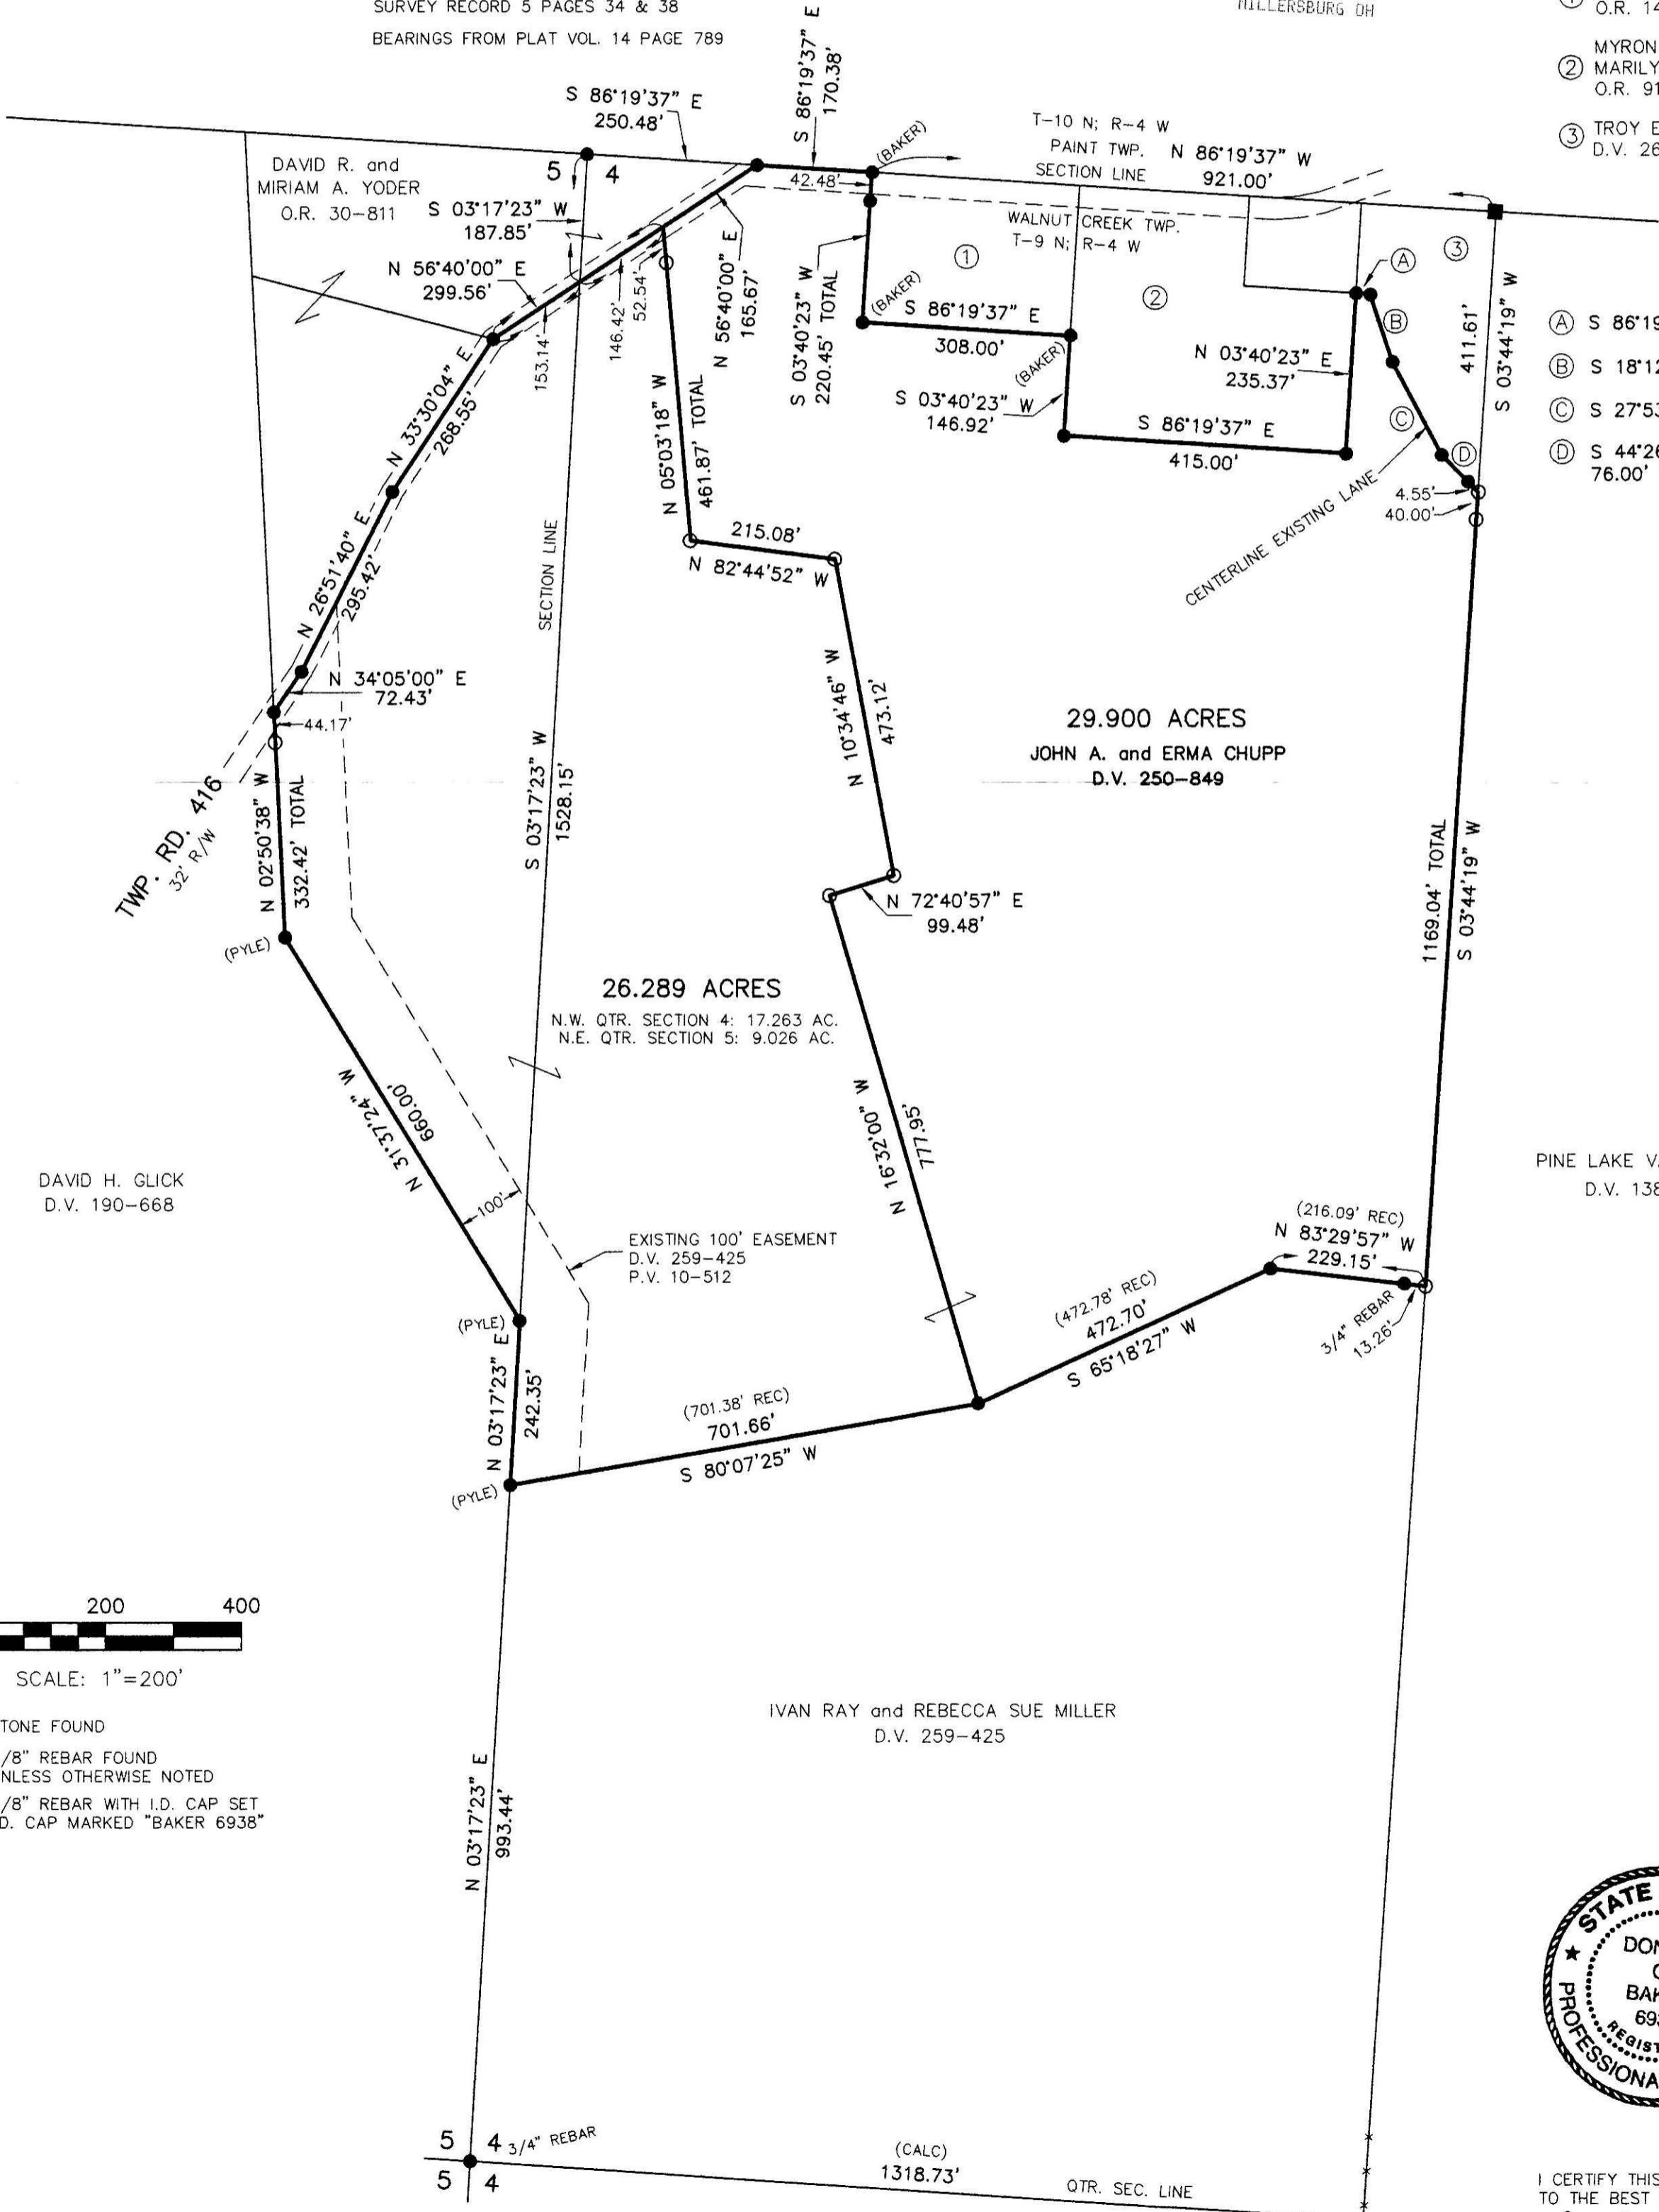 SURVEY RECORD 5 PAGES 34 & 38
BEARINGS FROM PLAT VOL. 14 PAGE 789
MILLERSBURG OH
O.R. 14
MYRON
② MARILY
O.R. 91
③ TROY E
D.V. 26
S 86°19'37" E
250.48'
S 86°19'37" E
170.38'
(BAKER)
T-10 N; R-4 W
PAINT TWP.
SECTION LINE
N 86°19'37" W
921.00'
DAVID R. and
MIRIAM A. YODER
O.R. 30-811
5 4
42.48'
WALNUT CREEK TWP.
T-9 N; R-4 W
S 03°17'23" W
187.85'
N 56°40'00" E
299.56'
153.14'
146.42'
52.54'
N 56°40'00" E
165.67'
S 03°40'23" W
220.45' TOTAL
(BAKER)
①
②
③
Ⓐ
Ⓑ
Ⓒ
Ⓓ
S 86°19'37" E
308.00'
(BAKER)
N 03°40'23" E
235.37'
411.61'
S 03°44'19" W
Ⓐ S 86°19
Ⓑ S 18°12
Ⓒ S 27°53
Ⓓ S 44°26
76.00'
S 03°40'23" W
146.92'
S 86°19'37" E
415.00'
4.55'
40.00'
CENTERLINE EXISTING LANE
N 33°30'04" E
268.55'
N 05°03'18" W
461.87' TOTAL
215.08'
N 82°44'52" W
SECTION LINE
N 26°51'40" E
295.42'
N 34°05'00" E
72.43'
44.17'
N 10°34'46" W
473.12'
29.900 ACRES
JOHN A. and ERMA CHUPP
D.V. 250-849
TWP. RD. 416
32' R/W
N 02°50'38" W
332.42' TOTAL
S 03°17'23" W
1528.15'
1169.04' TOTAL
S 03°44'19" W
N 72°40'57" E
99.48'
(PYLE)
26.289 ACRES
N.W. QTR. SECTION 4: 17.263 AC.
N.E. QTR. SECTION 5: 9.026 AC.
N 31°37'24" W
660.00'
N 16°32'00" W
777.95'
DAVID H. GLICK
D.V. 190-668
100'
PINE LAKE V
D.V. 138
EXISTING 100' EASEMENT
D.V. 259-425
P.V. 10-512
(216.09' REC)
N 83°29'57" W
229.15'
3/4" REBAR
13.26'
(472.78' REC)
472.70'
S 65°18'27" W
(PYLE)
N 03°17'23" E
242.35'
(701.38' REC)
701.66'
S 80°07'25" W
(PYLE)
200 400
SCALE: 1"=200'
TONE FOUND
/8" REBAR FOUND
NLESS OTHERWISE NOTED
/8" REBAR WITH I.D. CAP SET
D. CAP MARKED "BAKER 6938"
IVAN RAY and REBECCA SUE MILLER
D.V. 259-425
N 03°17'23" E
993.44'
STATE
DON
BAK
693
REGIST
PROFESSIONA
5 4
5 4
3/4" REBAR
(CALC)
1318.73'
QTR. SEC. LINE
I CERTIFY THIS
TO THE BEST